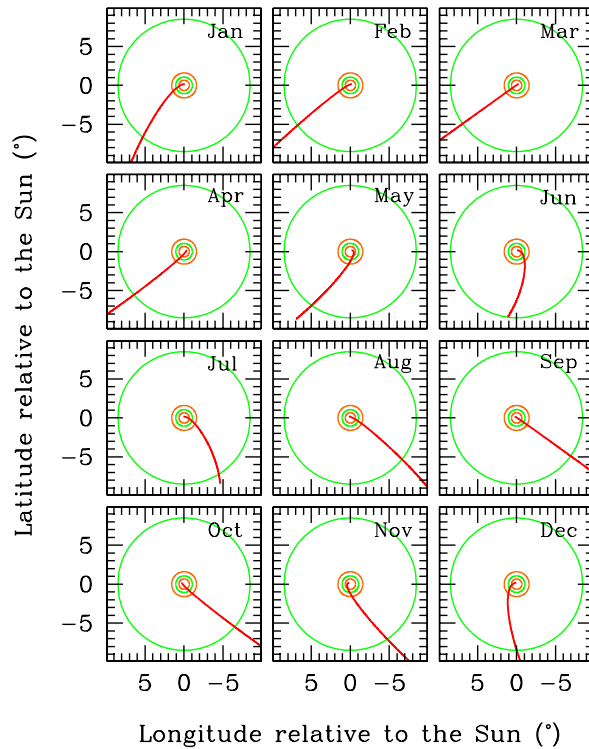 Latitude relative to the Sun (°)
Jan Feb Mar
5
0
−5
Apr May Jun
5
0
−5
Jul Aug Sep
5
0
−5
Oct Nov Dec
5
0
−5
5 0 −5 5 0 −5 5 0 −5
Longitude relative to the Sun (°)